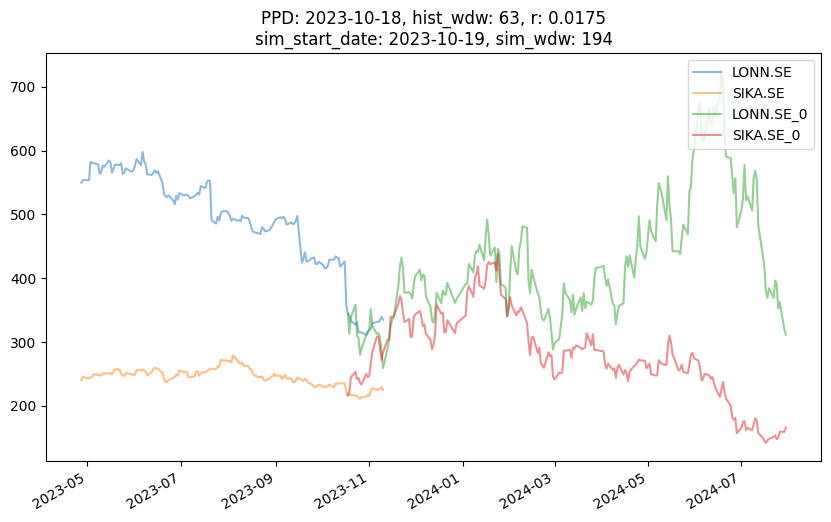 PPD: 2023-10-18, hist_wdw: 63, r: 0.0175
sim_start_date: 2023-10-19, sim_wdw: 194
LONN.SE
SIKA.SE
LONN.SE_0
SIKA.SE_0
700
600
500
400
300
200
2023-05
2023-07
2023-09
2023-11
2024-01
2024-03
2024-05
2024-07